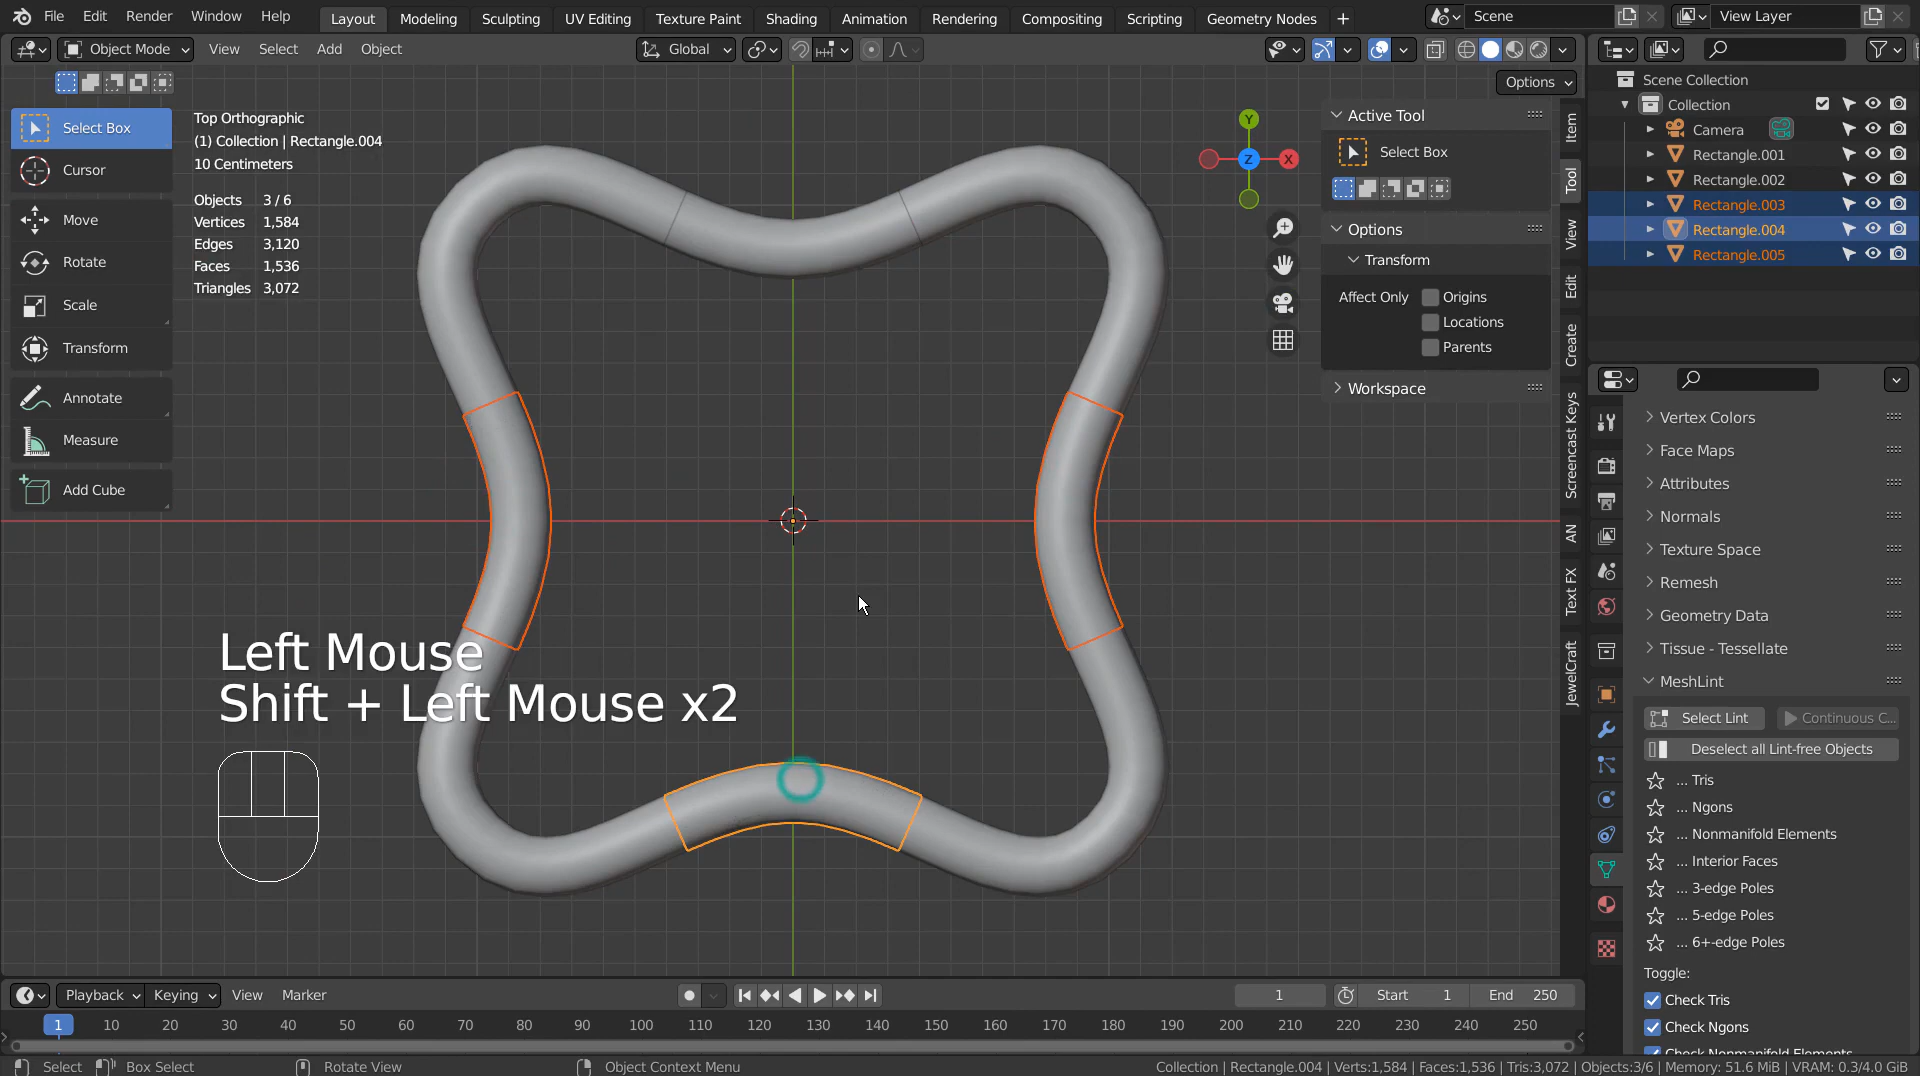 File Edit Render Window Help Layout Modeling Sculpting UV Editing Texture Paint Shading Animation Rendering Compositing Scripting Geometry Nodes + Scene View Layer
Object Mode View Select Add Object Global
Options
Select Box
Cursor
Move
Rotate
Scale
Transform
Annotate
Measure
Add Cube
Top Orthographic
(1) Collection | Rectangle.004
10 Centimeters
Objects 3 / 6
Vertices 1,584
Edges 3,120
Faces 1,536
Triangles 3,072
Y
Z
X
Active Tool
Select Box
Options
Transform
Affect Only Origins
Locations
Parents
Workspace
Item
Tool
View
Edit
Create
Screencast Keys
AN
Text FX
JewelCraft
Left Mouse
Shift + Left Mouse x2
Scene Collection
Collection
Camera
Rectangle.001
Rectangle.002
Rectangle.003
Rectangle.004
Rectangle.005
Vertex Colors
Face Maps
Attributes
Normals
Texture Space
Remesh
Geometry Data
Tissue - Tessellate
MeshLint
Select Lint Continuous C...
Deselect all Lint-free Objects
... Tris
... Ngons
... Nonmanifold Elements
... Interior Faces
... 3-edge Poles
... 5-edge Poles
... 6+-edge Poles
Toggle:
Check Tris
Check Ngons
Check Nonmanifold Elements
Playback Keying View Marker 1 Start 1 End 250
1 10 20 30 40 50 60 70 80 90 100 110 120 130 140 150 160 170 180 190 200 210 220 230 240 250
Select Box Select Rotate View Object Context Menu Collection | Rectangle.004 | Verts:1,584 | Faces:1,536 | Tris:3,072 | Objects:3/6 | Memory: 51.6 MiB | VRAM: 0.3/4.0 GiB